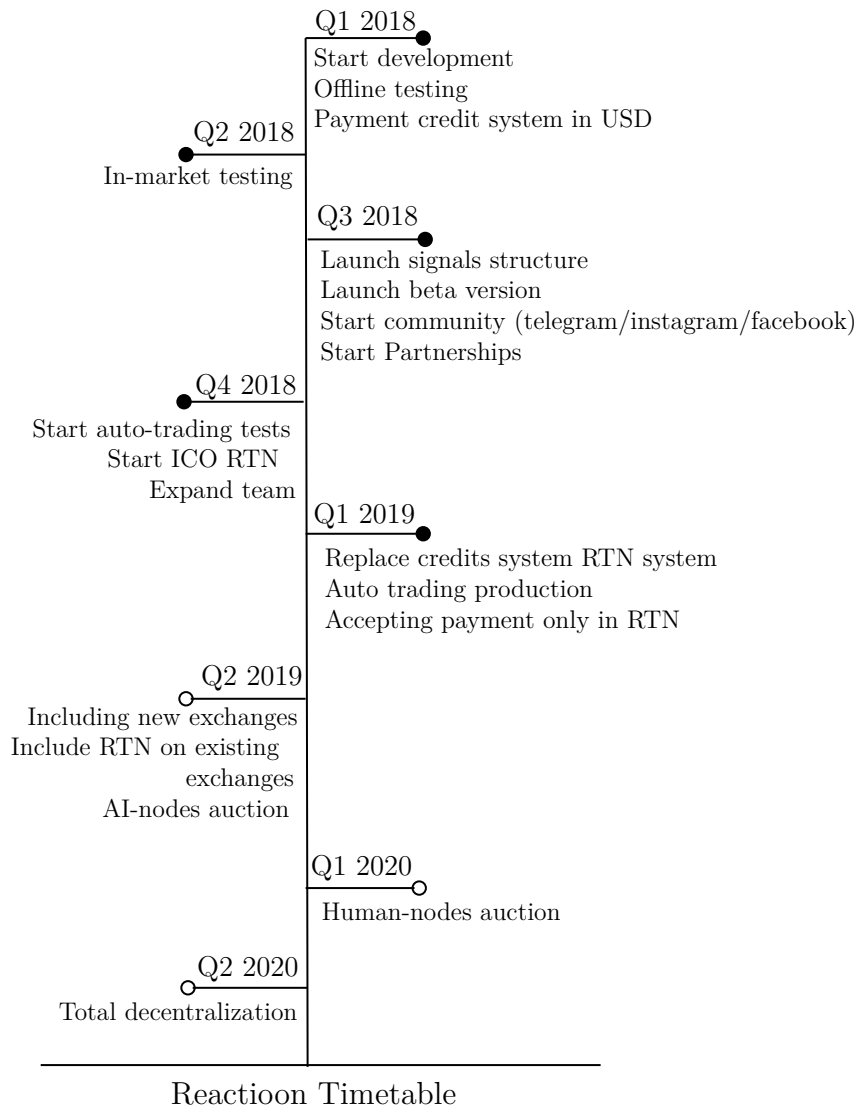 Q1 2018
Start development
Offline testing
Payment credit system in USD
Q2 2018
In-market testing
Q3 2018
Launch signals structure
Launch beta version
Start community (telegram/instagram/facebook)
Start Partnerships
Q4 2018
Start auto-trading tests
Start ICO RTN
Expand team
Q1 2019
Replace credits system RTN system
Auto trading production
Accepting payment only in RTN
Q2 2019
Including new exchanges
Include RTN on existing
exchanges
AI-nodes auction
Q1 2020
Human-nodes auction
Q2 2020
Total decentralization
Reactioon Timetable